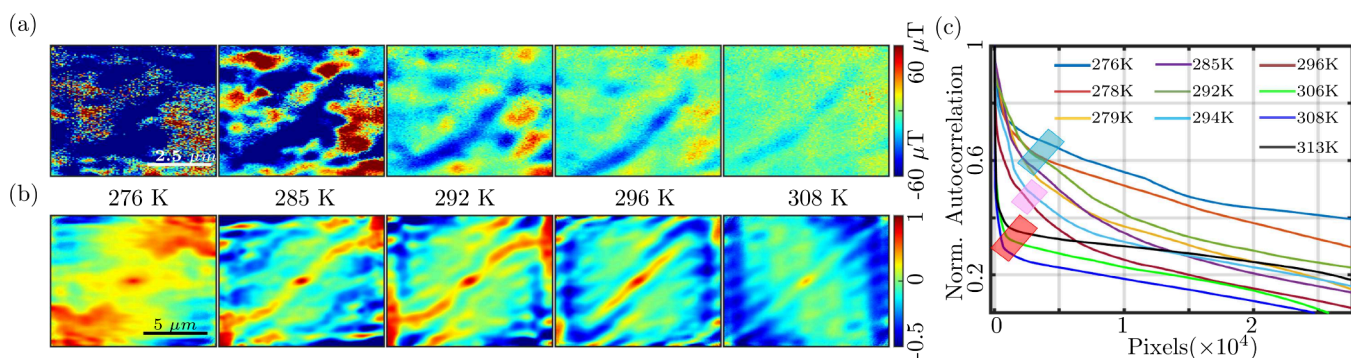 (a)
2.5 μm
60 μT
-60 μT
276 K 285 K 292 K 296 K 308 K
(b)
5 μm
1
0
-0.5
(c)
Norm. Autocorrelation
1
0.6
0.2
276K 285K 296K
278K 292K 306K
279K 294K 308K
313K
0 1 2
Pixels(×10⁴)